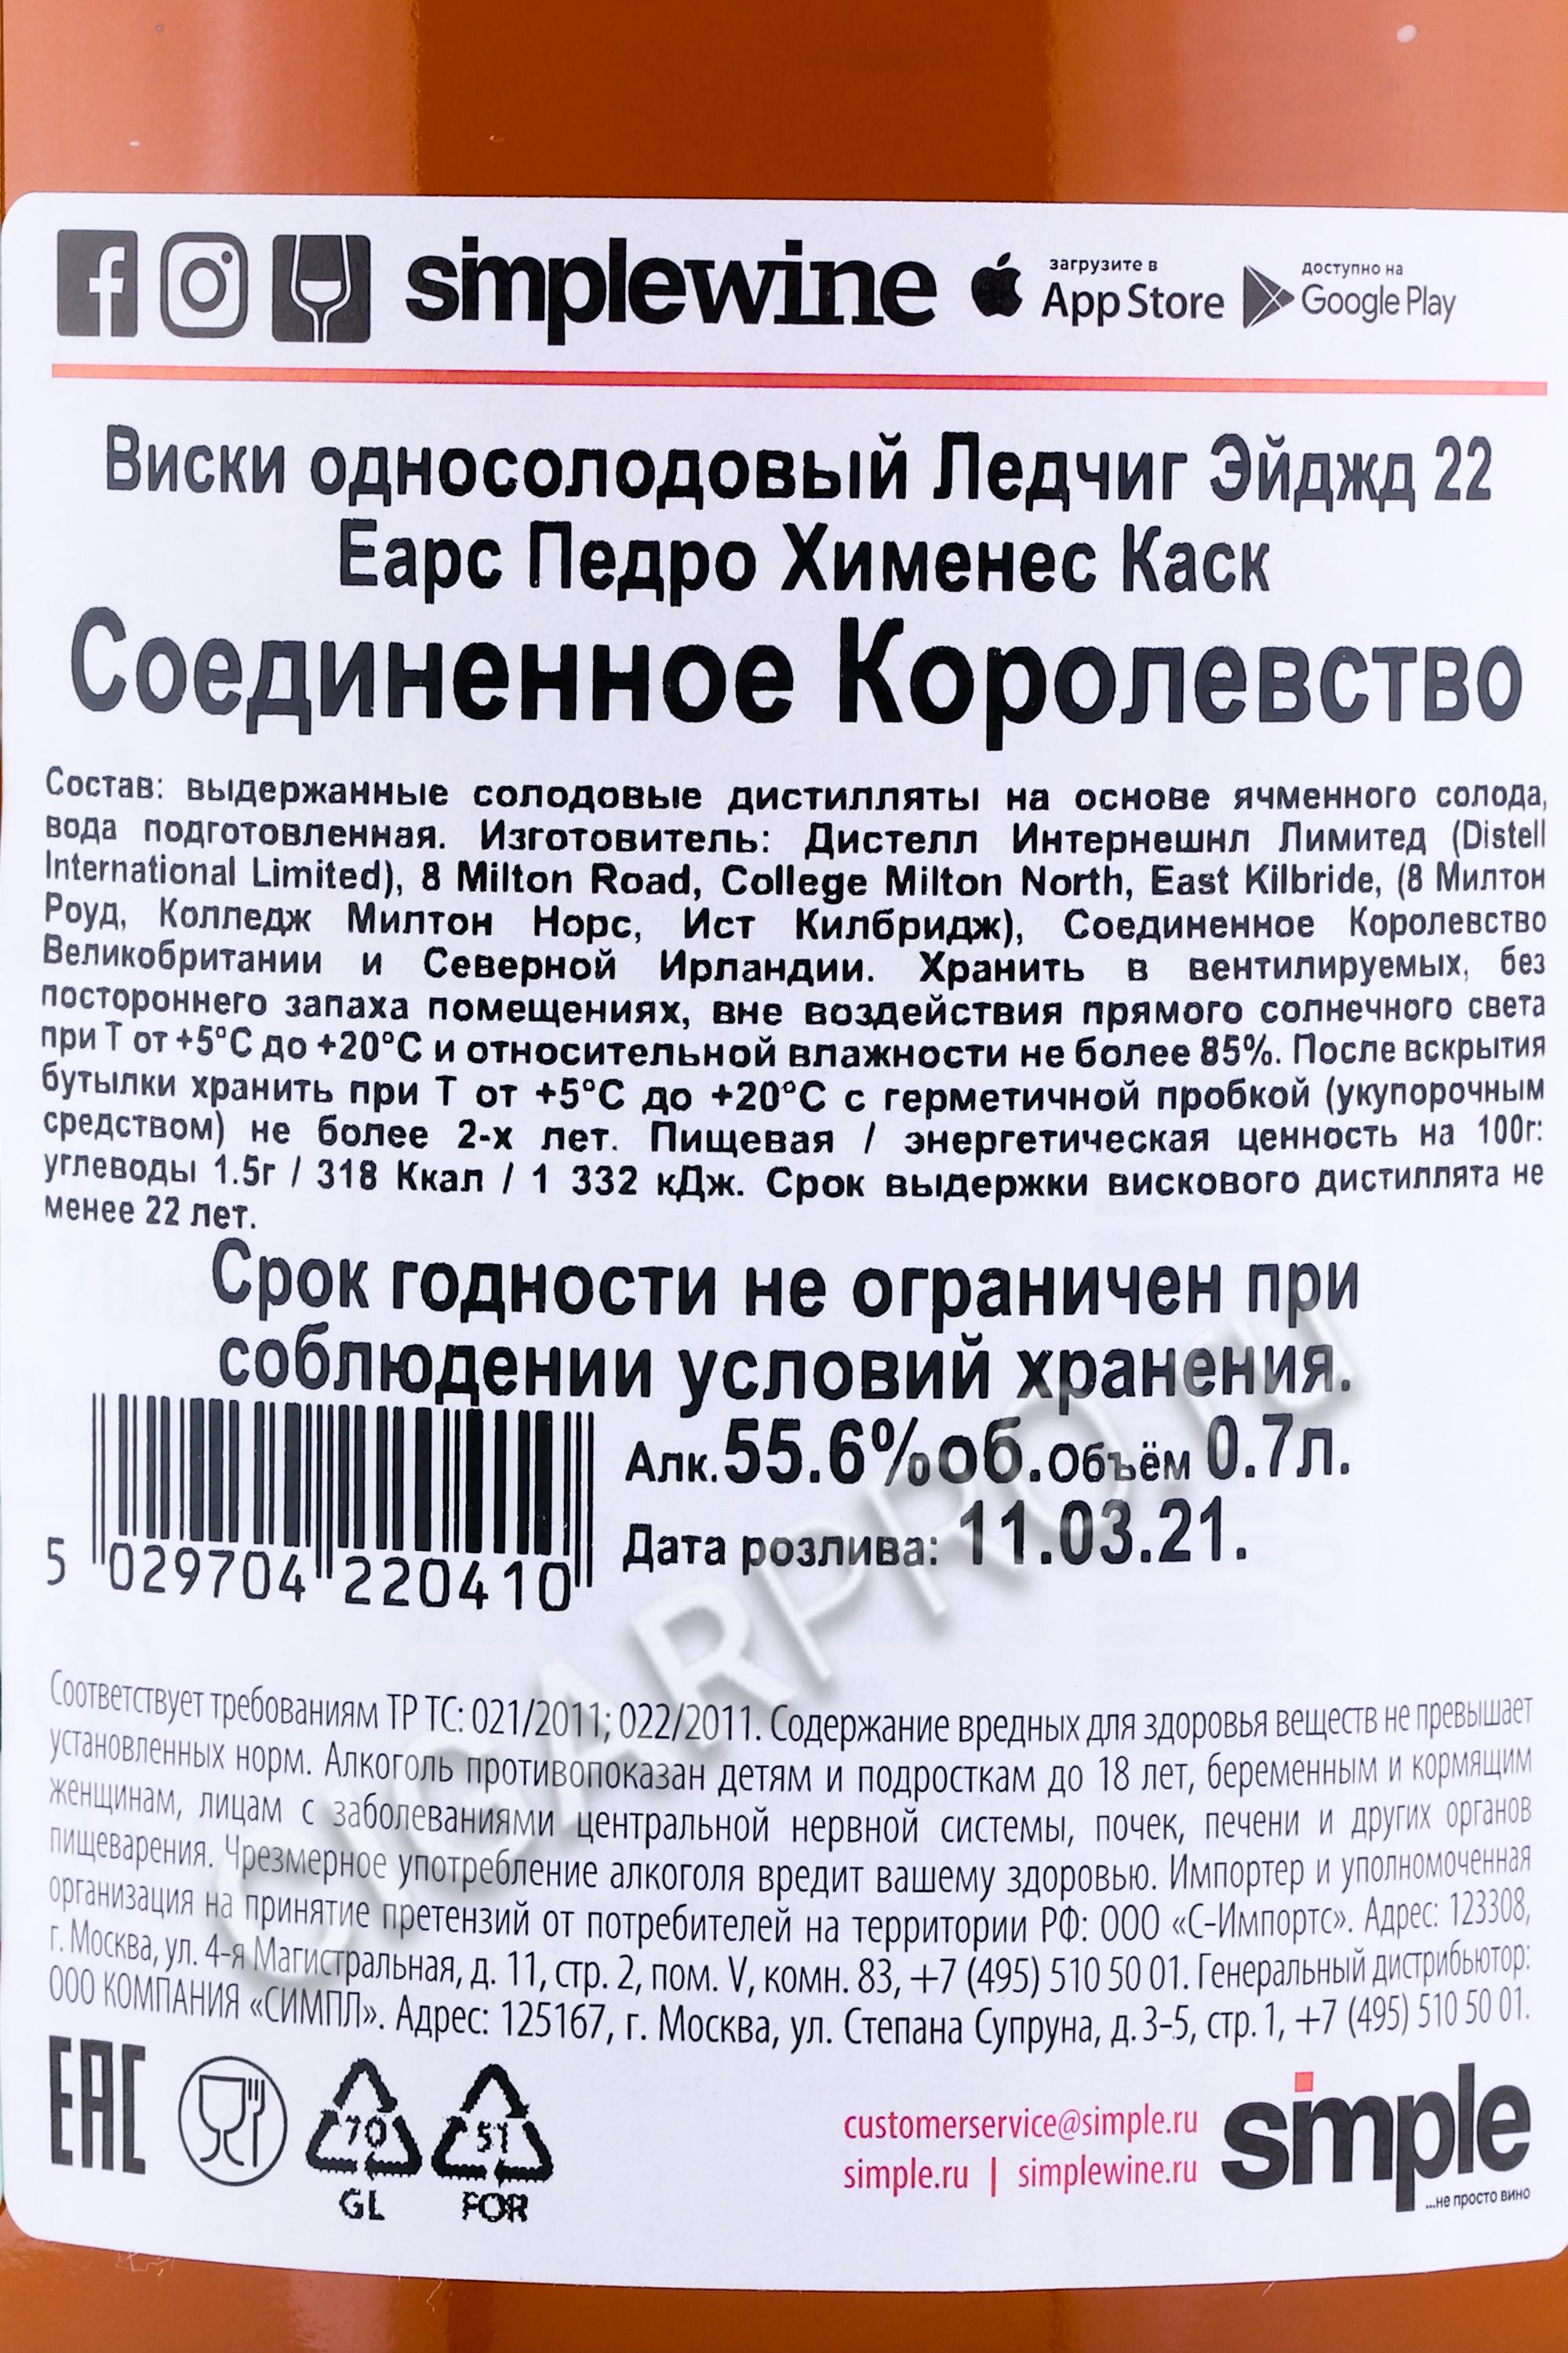 simplewine
загрузите в
App Store
доступно на
Google Play
Виски односолодовый Ледчиг Эйджд 22
Еарс Педро Хименес Каск
Соединенное Королевство
Состав: выдержанные солодовые дистилляты на основе ячменного солода,
вода подготовленная. Изготовитель: Дистелл Интернешнл Лимитед (Distell
International Limited), 8 Milton Road, College Milton North, East Kilbride, (8 Милтон
Роуд, Колледж Милтон Норс, Ист Килбридж), Соединенное Королевство
Великобритании и Северной Ирландии. Хранить в вентилируемых, без
постороннего запаха помещениях, вне воздействия прямого солнечного света
при Т от +5°С до +20°С и относительной влажности не более 85%. После вскрытия
бутылки хранить при Т от +5°С до +20°С с герметичной пробкой (укупорочным
средством) не более 2-х лет. Пищевая / энергетическая ценность на 100г:
углеводы 1.5г / 318 Ккал / 1 332 кДж. Срок выдержки вискового дистиллята не
менее 22 лет.
Срок годности не ограничен при
соблюдении условий хранения.
Алк.55.6%об.Объём 0.7л.
Дата розлива: 11.03.21.
5 029704 220410
Соответствует требованиям ТР ТС: 021/2011; 022/2011. Содержание вредных для здоровья веществ не превышает
установленных норм. Алкоголь противопоказан детям и подросткам до 18 лет, беременным и кормящим
женщинам, лицам с заболеваниями центральной нервной системы, почек, печени и других органов
пищеварения. Чрезмерное употребление алкоголя вредит вашему здоровью. Импортер и уполномоченная
организация на принятие претензий от потребителей на территории РФ: ООО «С-Импортс». Адрес: 123308,
г. Москва, ул. 4-я Магистральная, д. 11, стр. 2, пом. V, комн. 83, +7 (495) 510 50 01. Генеральный дистрибьютор:
ООО КОМПАНИЯ «СИМПЛ». Адрес: 125167, г. Москва, ул. Степана Супруна, д. 3-5, стр. 1, +7 (495) 510 50 01.
EAC
70
GL
51
FOR
customerservice@simple.ru
simple.ru | simplewine.ru
simple
...не просто вино
CIGARPRO.ru